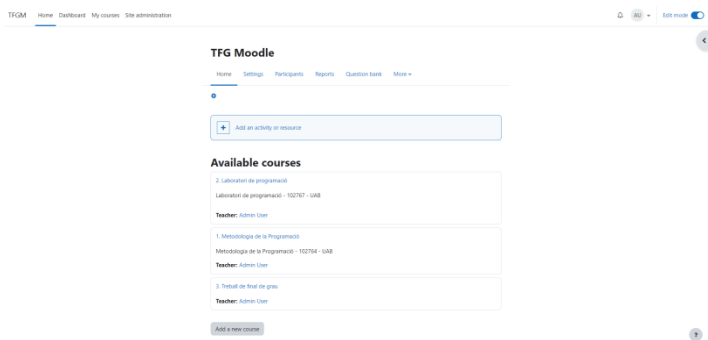 TFGM Home Dashboard My courses Site administration AU Edit mode
TFG Moodle
Home Settings Participants Reports Question bank More
+ Add an activity or resource
Available courses
2. Laboratori de programació
Laboratori de programació - 102767 - UAB
Teacher: Admin User
1. Metodologia de la Programació
Metodologia de la Programació - 102764 - UAB
Teacher: Admin User
3. Treball de final de grau
Teacher: Admin User
Add a new course
?